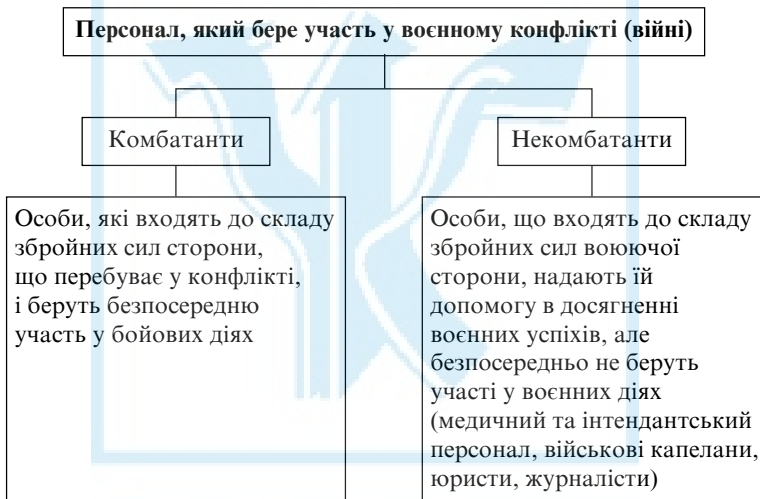 Персонал, який бере участь у воєнному конфлікті (війні)
Комбатанти
Некомбатанти
Особи, які входять до складу
збройних сил сторони,
що перебуває у конфлікті,
і беруть безпосередню
участь у бойових діях
Особи, що входять до складу
збройних сил воюючої
сторони, надають їй
допомогу в досягненні
воєнних успіхів, але
безпосередньо не беруть
участі у воєнних діях
(медичний та інтендантський
персонал, військові капелани,
юристи, журналісти)